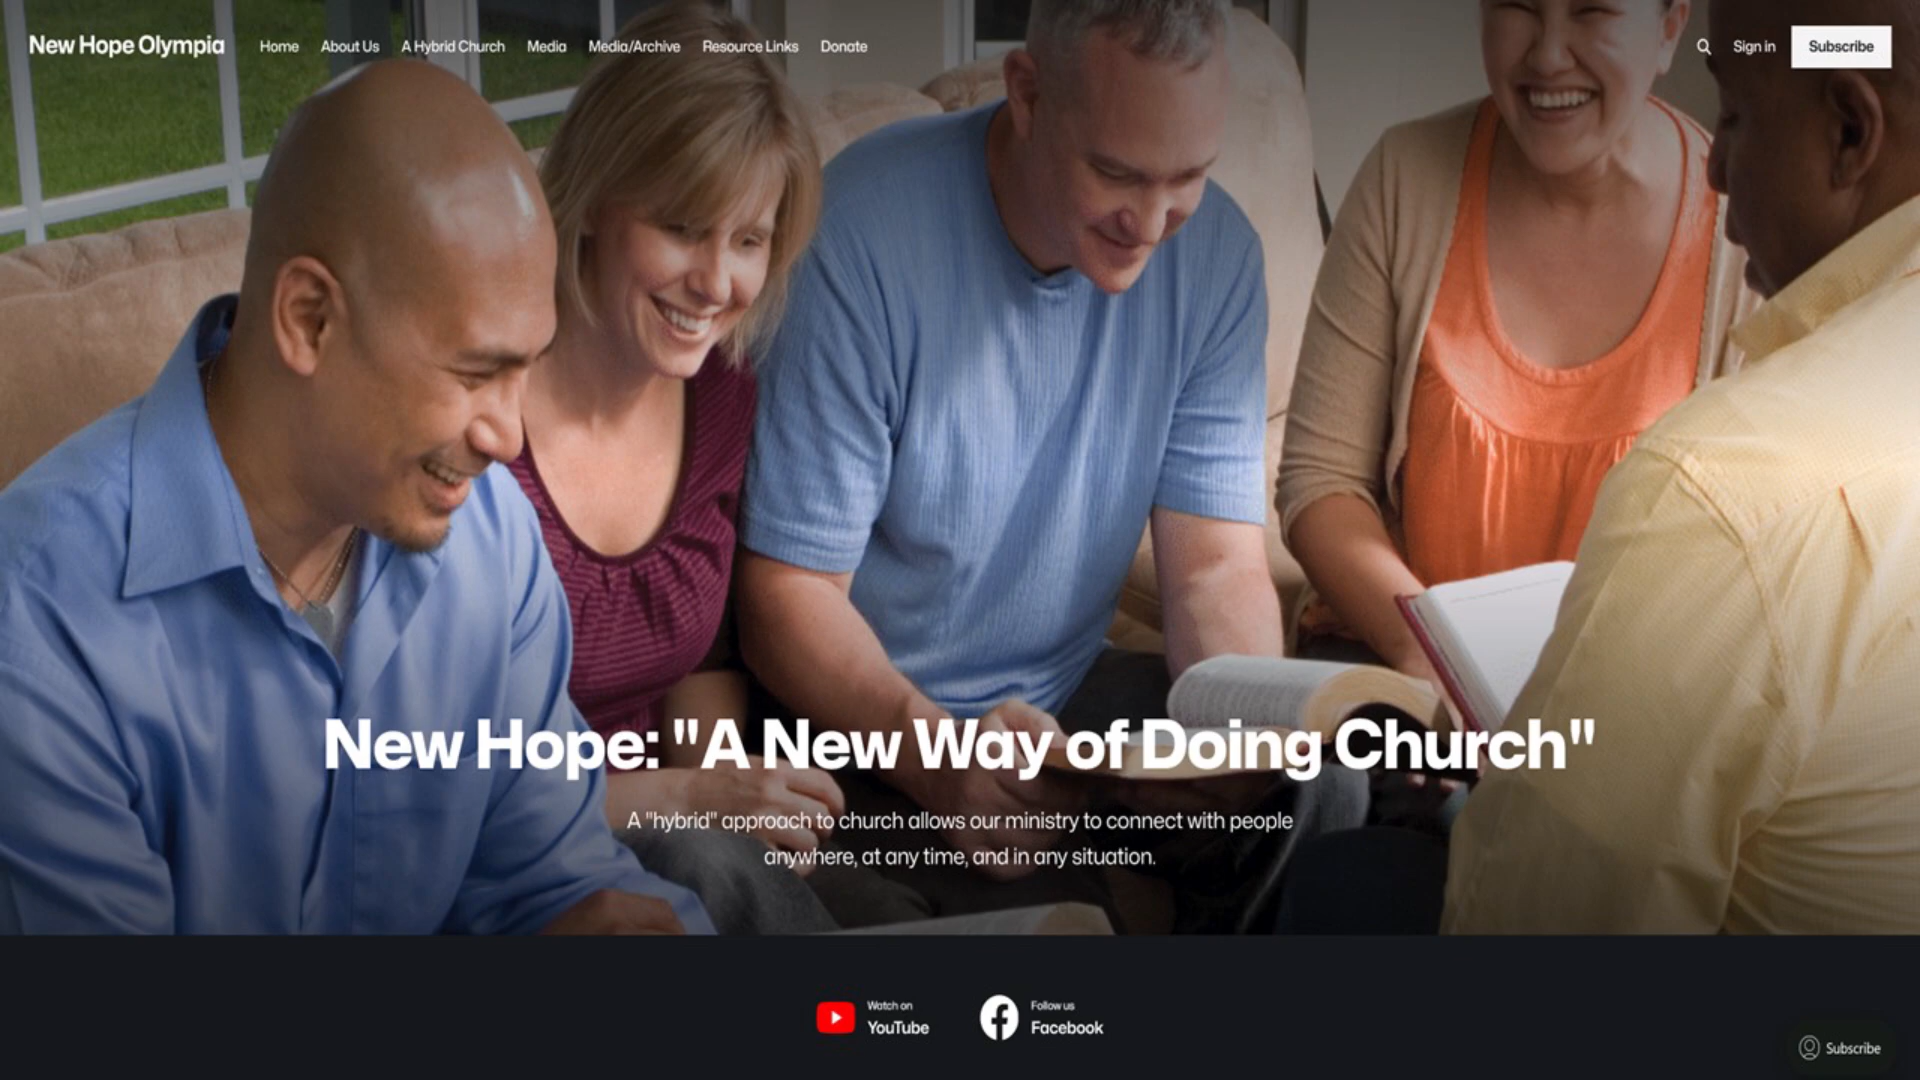 New Hope Olympia
Home
About Us
A Hybrid Church
Media
Media/Archive
Resource Links
Donate
Sign in
Subscribe
New Hope: "A New Way of Doing Church"
A "hybrid" approach to church allows our ministry to connect with people
anywhere, at any time, and in any situation.
Watch on
YouTube
Follow us
Facebook
Subscribe